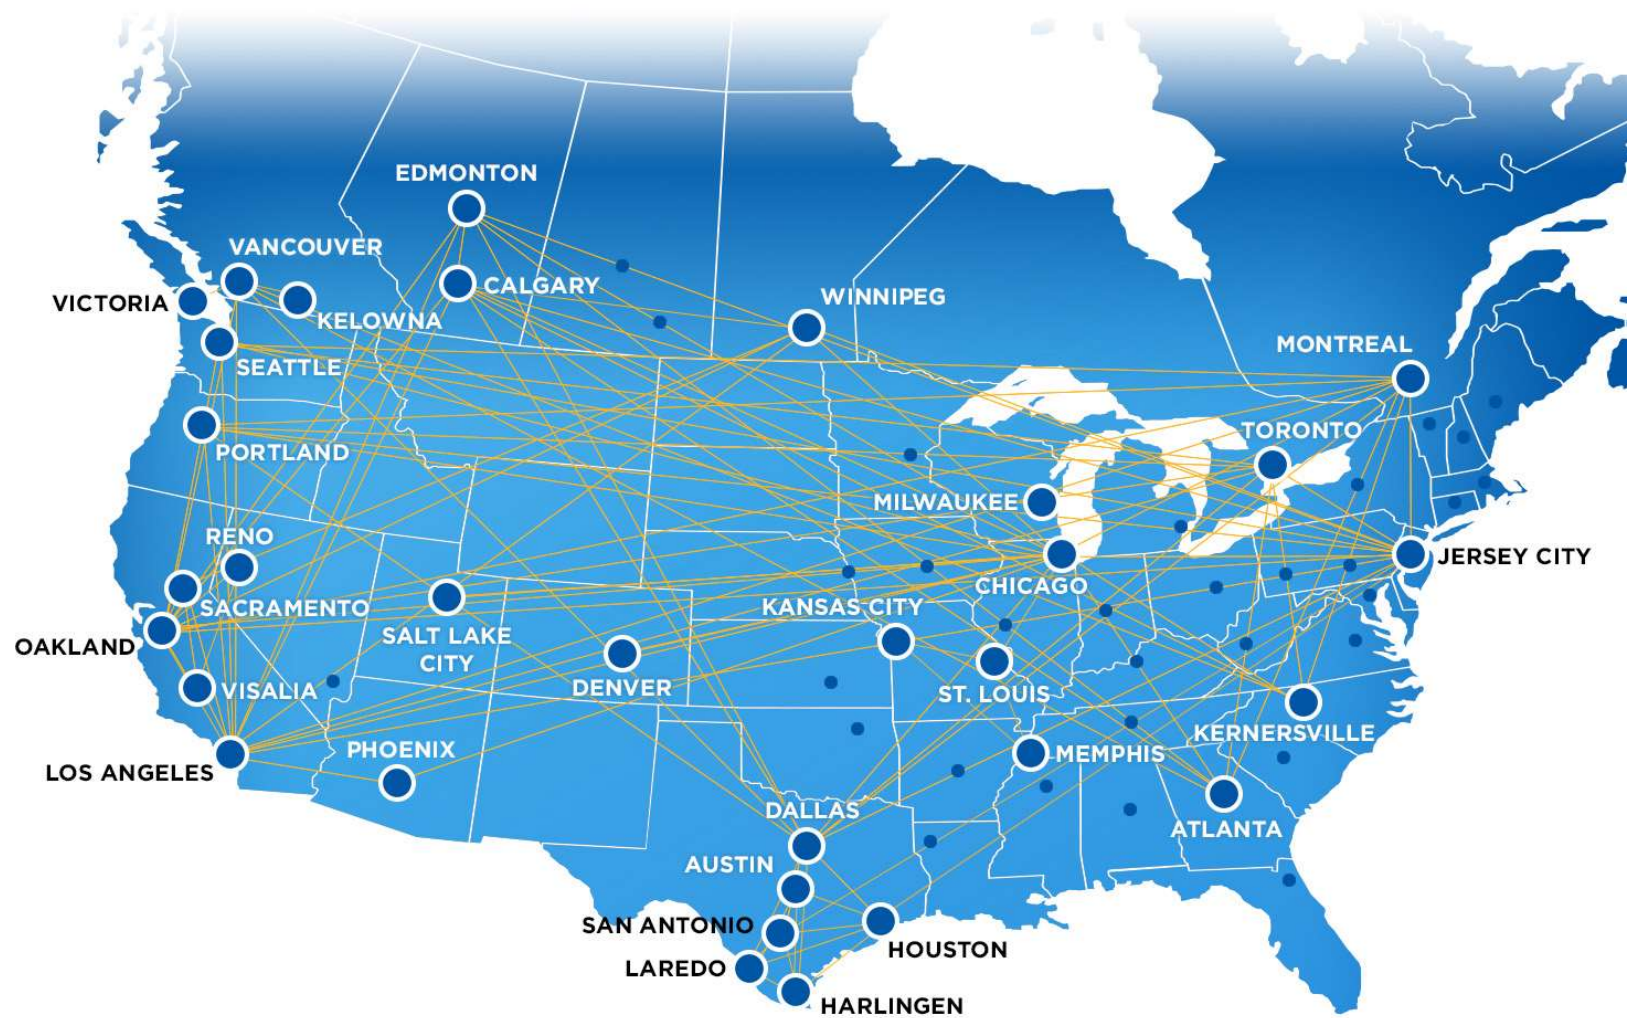 EDMONTON
VANCOUVER
CALGARY
VICTORIA
WINNIPEG
KELOWNA
MONTREAL
SEATTLE
TORONTO
PORTLAND
MILWAUKEE
RENO
JERSEY CITY
CHICAGO
SACRAMENTO
KANSAS CITY
SALT LAKE
CITY
OAKLAND
DENVER
VISALIA
ST. LOUIS
KERNERSVILLE
PHOENIX
MEMPHIS
LOS ANGELES
DALLAS
ATLANTA
AUSTIN
SAN ANTONIO
HOUSTON
LAREDO
HARLINGEN